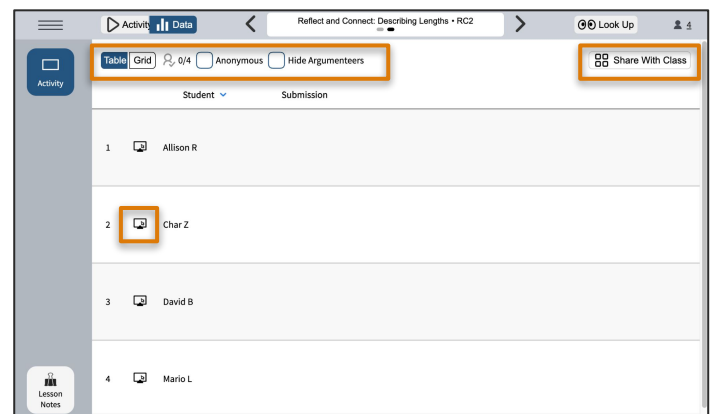 Activity Data Reflect and Connect: Describing Lengths • RC2 Look Up 4
Activity
Table Grid 0/4 Anonymous Hide Argumenteers Share With Class
Student Submission
1 Allison R
2 Char Z
3 David B
4 Mario L
Lesson
Notes